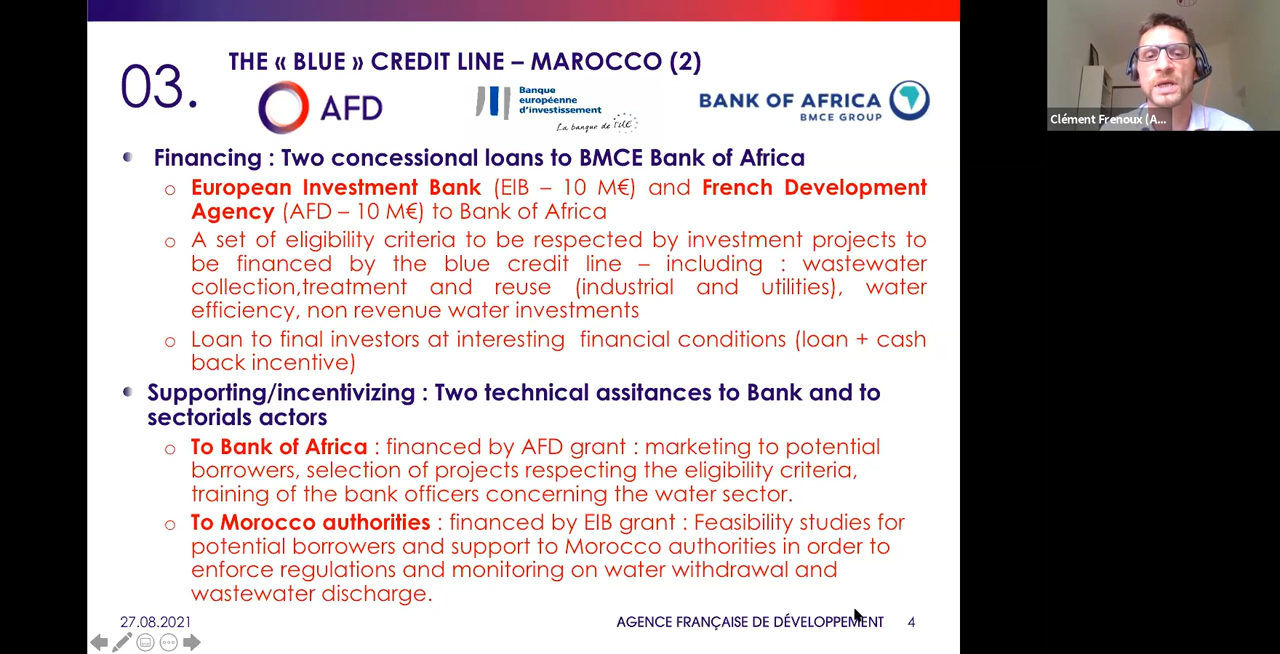 THE « BLUE » CREDIT LINE – MAROCCO (2)
03.
AFD
Banque
européenne
d'investissement
La banque de l'UE
BANK OF AFRICA
BMCE GROUP
Clément Frenoux (A...
Financing : Two concessional loans to BMCE Bank of Africa
European Investment Bank (EIB – 10 M€) and French Development
Agency (AFD – 10 M€) to Bank of Africa
A set of eligibility criteria to be respected by investment projects to
be financed by the blue credit line – including : wastewater
collection,treatment and reuse (industrial and utilities), water
efficiency, non revenue water investments
Loan to final investors at interesting financial conditions (loan + cash
back incentive)
Supporting/incentivizing : Two technical assitances to Bank and to
sectorials actors
To Bank of Africa : financed by AFD grant : marketing to potential
borrowers, selection of projects respecting the eligibility criteria,
training of the bank officers concerning the water sector.
To Morocco authorities : financed by EIB grant : Feasibility studies for
potential borrowers and support to Morocco authorities in order to
enforce regulations and monitoring on water withdrawal and
wastewater discharge.
27.08.2021
AGENCE FRANÇAISE DE DÉVELOPPEMENT
4